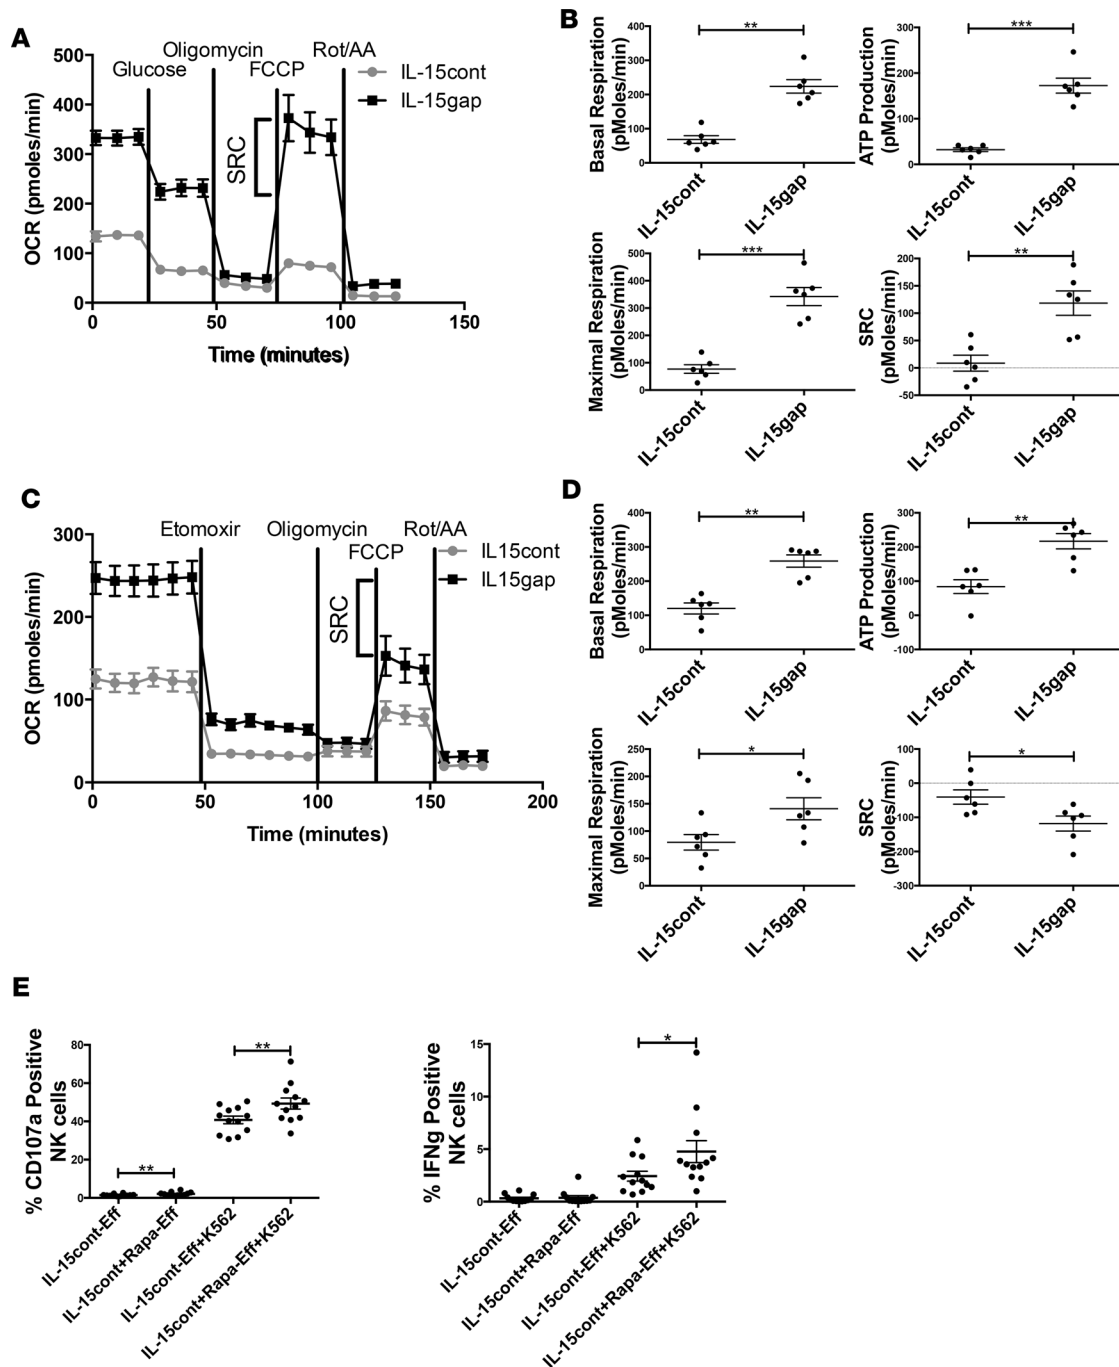 A
Oligomycin
Rot/AA
Glucose
FCCP
IL-15cont
IL-15gap
SRC
OCR (pmoles/min)
500
400
300
200
100
0
0
50
100
150
Time (minutes)
B
Basal Respiration
(pMoles/min)
400
300
200
100
0
**
IL-15cont
IL-15gap
ATP Production
(pMoles/min)
300
200
100
0
***
IL-15cont
IL-15gap
Maximal Respiration
(pMoles/min)
500
400
300
200
100
0
***
IL-15cont
IL-15gap
SRC
(pMoles/min)
200
150
100
50
0
-50
**
IL-15cont
IL-15gap
C
Etomoxir
Oligomycin
Rot/AA
FCCP
IL15cont
IL15gap
SRC
OCR (pmoles/min)
300
200
100
0
0
50
100
150
200
Time (minutes)
D
Basal Respiration
(pMoles/min)
400
300
200
100
0
**
IL-15cont
IL-15gap
ATP Production
(pMoles/min)
300
200
100
0
-100
**
IL-15cont
IL-15gap
Maximal Respiration
(pMoles/min)
250
200
150
100
50
0
*
IL-15cont
IL-15gap
SRC
(pMoles/min)
100
0
-100
-200
-300
*
IL-15cont
IL-15gap
E
% CD107a Positive
NK cells
80
60
40
20
0
**
**
IL-15cont-Eff
IL-15cont+Rapa-Eff
IL-15cont-Eff+K562
IL-15cont+Rapa-Eff+K562
% IFNg Positive
NK cells
15
10
5
0
*
IL-15cont-Eff
IL-15cont+Rapa-Eff
IL-15cont-Eff+K562
IL-15cont+Rapa-Eff+K562